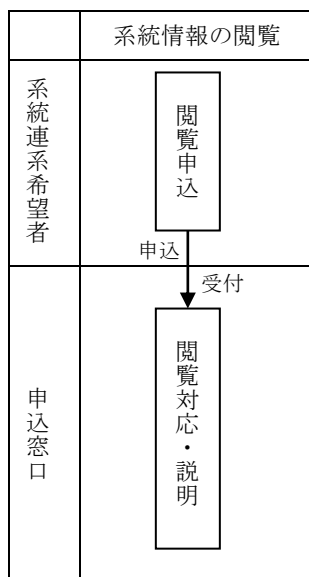 系統情報の閲覧
系統連系希望者
閲覧申込
申込
受付
申込窓口
閲覧対応・説明